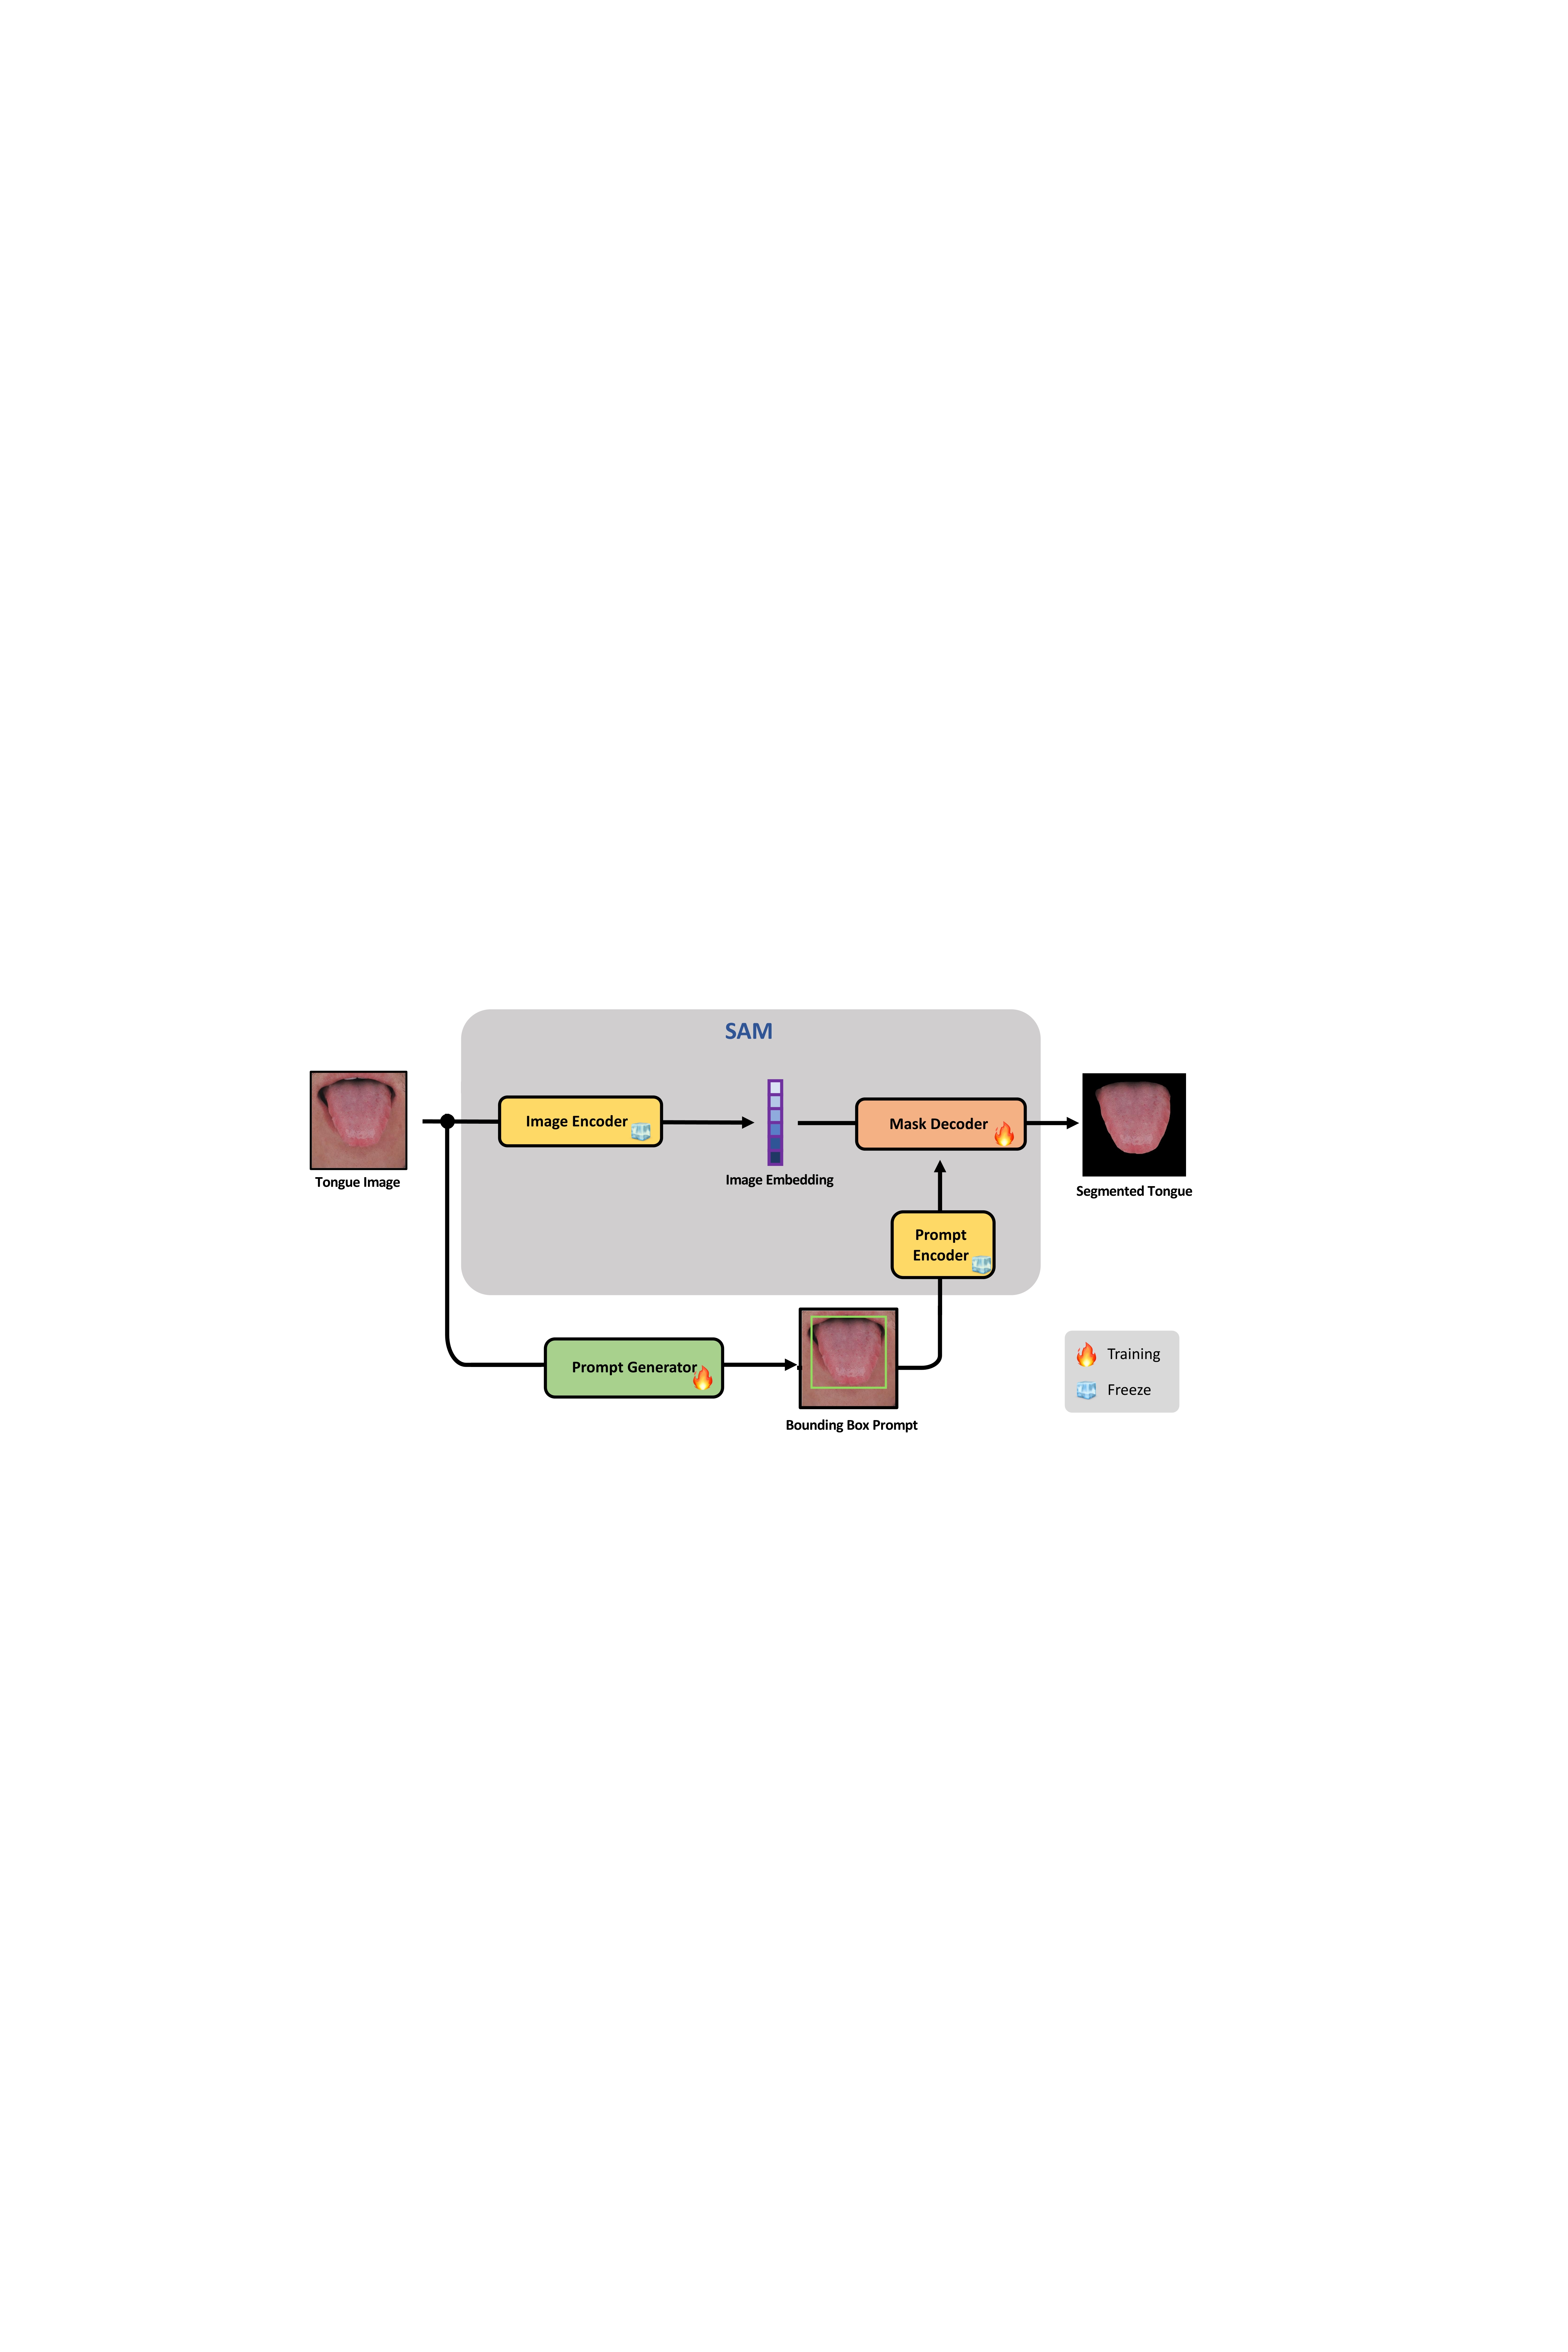 SAM
Image Encoder
Mask Decoder
Tongue Image
Image Embedding
Segmented Tongue
Prompt
Encoder
Prompt Generator
Training
Freeze
Bounding Box Prompt